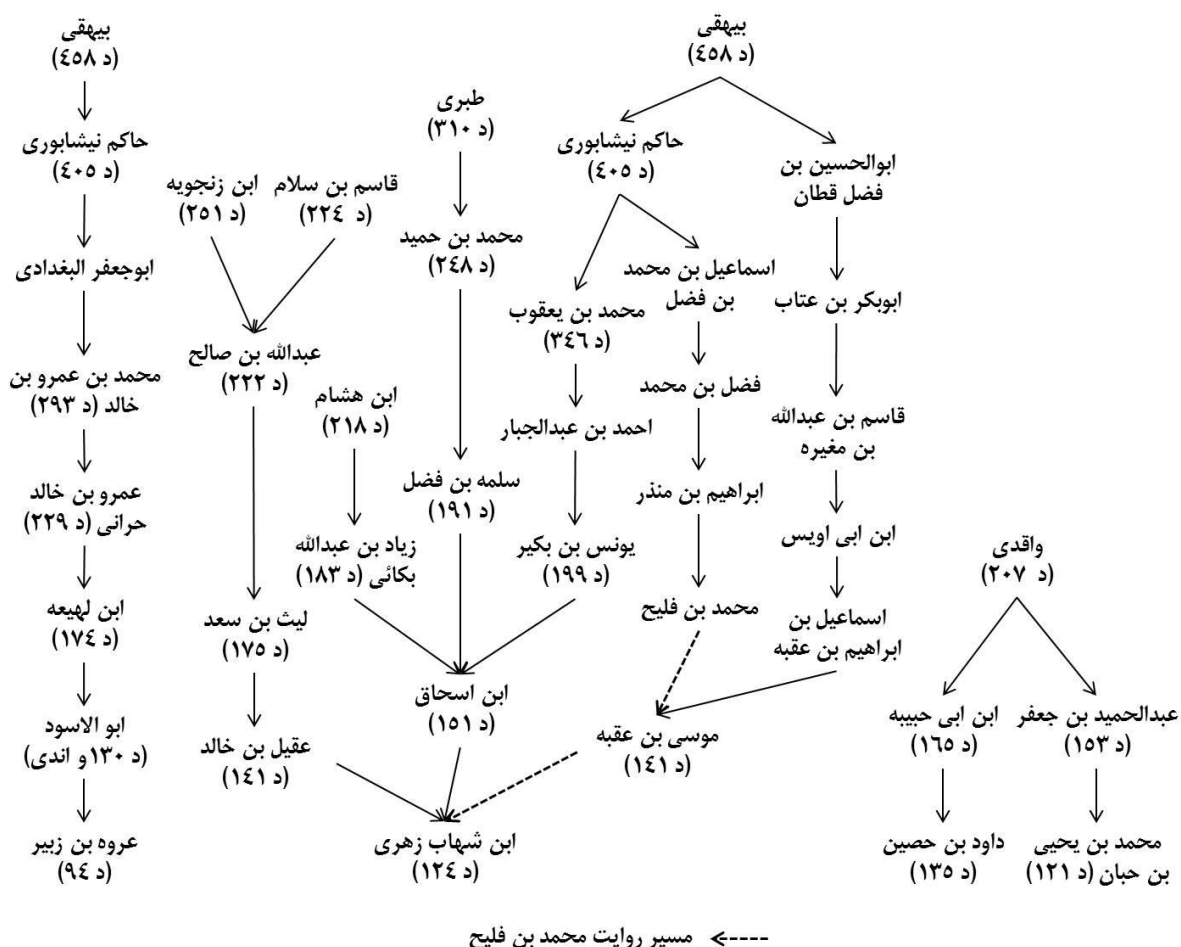 بیهقی
(د ٤٥٨)
حاکم نیشابوری
(د ٤٠٥)
ابوجعفر البغدادی
محمد بن عمرو بن
خالد (د ٢٩٣)
عمرو بن خالد
حرانی (د ٢٢٩)
ابن لهیعه
(د ١٧٤)
ابو الاسود
(د ١٣٠ و اندی)
عروه بن زبیر
(د ٩٤)
ابن زنجویه
(د ٢٥١)
قاسم بن سلام
(د ٢٢٤)
عبدالله بن صالح
(د ٢٢٢)
لیث بن سعد
(د ١٧٥)
عقیل بن خالد
(د ١٤١)
ابن هشام
(د ٢١٨)
زیاد بن عبدالله
بکائی (د ١٨٣)
طبری
(د ٣١٠)
محمد بن حمید
(د ٢٤٨)
سلمه بن فضل
(د ١٩١)
ابن اسحاق
(د ١٥١)
ابن شهاب زهری
(د ١٢٤)
بیهقی
(د ٤٥٨)
حاکم نیشابوری
(د ٤٠٥)
محمد بن یعقوب
(د ٣٤٦)
احمد بن عبدالجبار
یونس بن بکیر
(د ١٩٩)
اسماعیل بن محمد
بن فضل
فضل بن محمد
ابراهیم بن منذر
محمد بن فلیح
موسی بن عقبه
(د ١٤١)
ابوالحسین بن
فضل قطان
ابوبکر بن عتاب
قاسم بن عبدالله
بن مغیره
ابن ابی اویس
اسماعیل بن
ابراهیم بن عقبه
واقدی
(د ٢٠٧)
ابن ابی حبیبه
(د ١٦٥)
داود بن حصین
(د ١٣٥)
عبدالحمید بن جعفر
(د ١٥٣)
محمد بن یحیی
بن حبان (د ١٢١)
مسیر روایت محمد بن فلیح